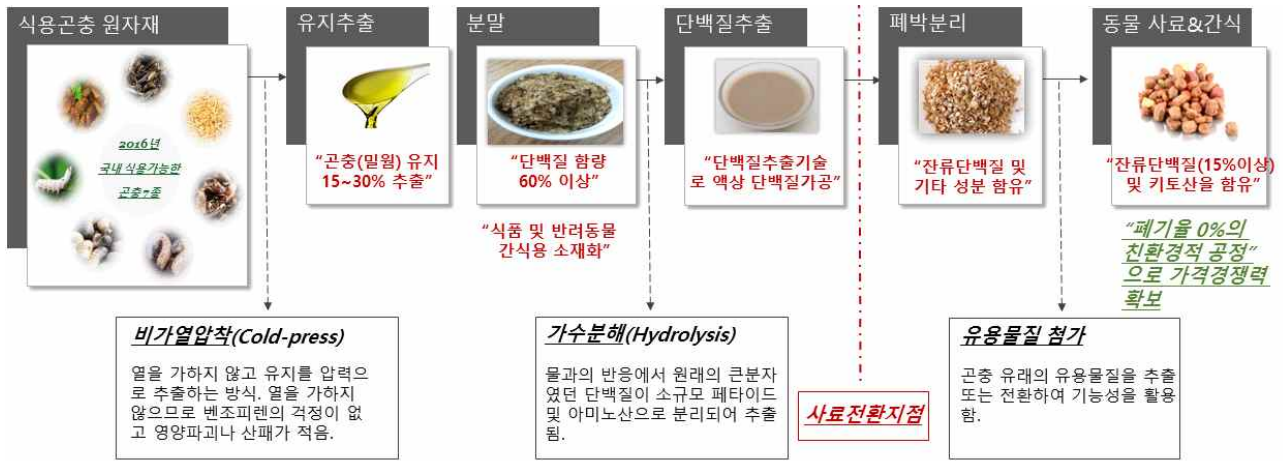 식용곤충 원자재
2016년
국내 식용가능한
곤충7종
유지추출
“곤충(밀웜) 유지
15~30% 추출”
분말
“단백질 함량
60% 이상”
“식품 및 반려동물
간식용 소재화”
단백질추출
“단백질추출기술
로 액상 단백질가공”
폐박분리
“잔류단백질 및
기타 성분 함유”
동물 사료&간식
“잔류단백질(15%이상)
및 키토산을 함유”
“폐기율 0%의
친환경적 공정”
으로 가격경쟁력
확보
비가열압착(Cold-press)
열을 가하지 않고 유지를 압력으
로 추출하는 방식. 열을 가하지
않으므로 벤조피렌의 걱정이 없
고 영양파괴나 산패가 적음.
가수분해(Hydrolysis)
물과의 반응에서 원래의 큰분자
였던 단백질이 소규모 페타이드
및 아미노산으로 분리되어 추출
됨.
사료전환지점
유용물질 첨가
곤충 유래의 유용물질을 추출
또는 전환하여 기능성을 활용
함.